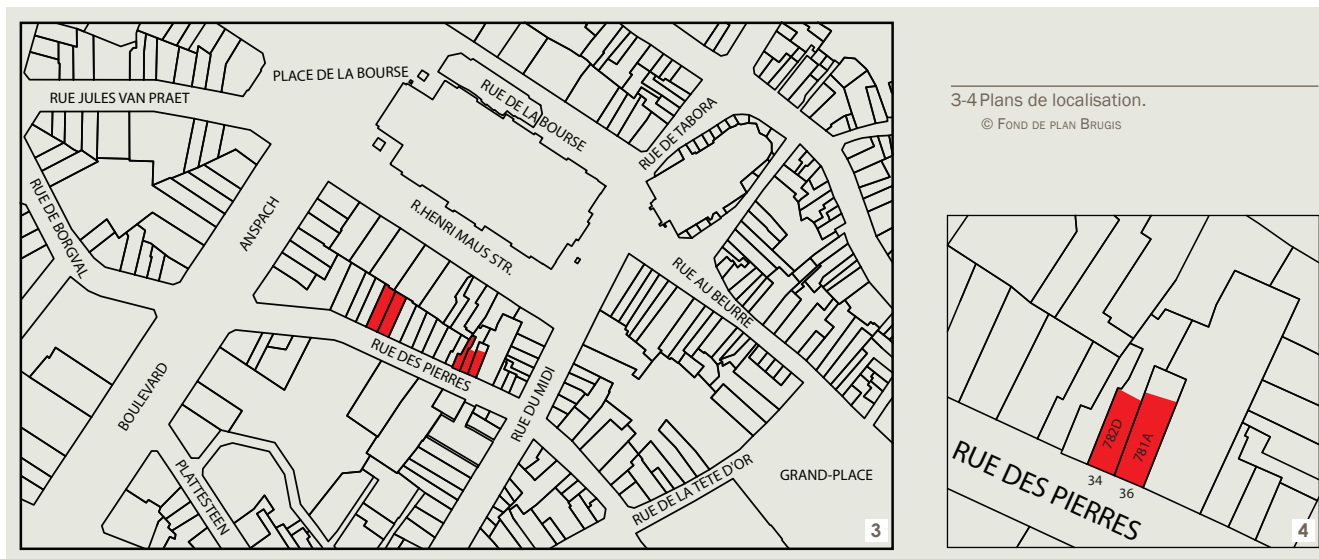 PLACE DE LA BOURSE
RUE JULES VAN PRAET
RUE DE LA BOURSE
RUE DE TABORA
RUE DE BORGVAL
ANSPACH
R.HENRI MAUS STR.
RUE AU BEURRE
RUE DES PIERRES
BOULEVARD
RUE DU MIDI
PLATTESTEEN
RUE DE LA TETE D'OR
GRAND-PLACE
3
3-4 Plans de localisation.
© FOND DE PLAN BRUGIS
782D
781A
34
36
RUE DES PIERRES
4